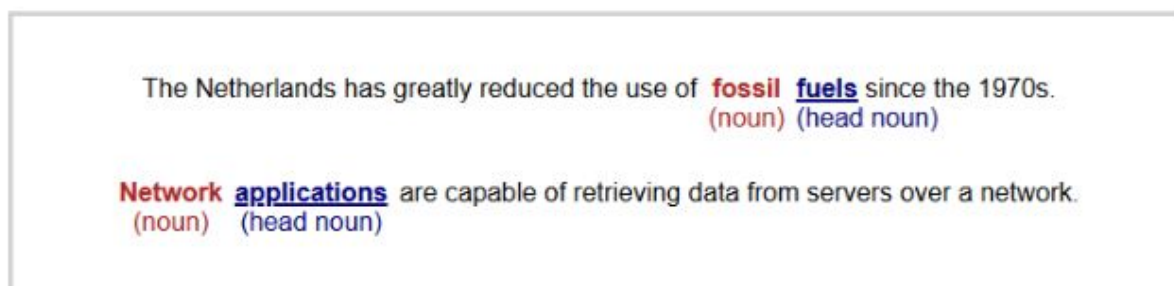 The Netherlands has greatly reduced the use of fossil fuels since the 1970s.
(noun) (head noun)
Network applications are capable of retrieving data from servers over a network.
(noun) (head noun)